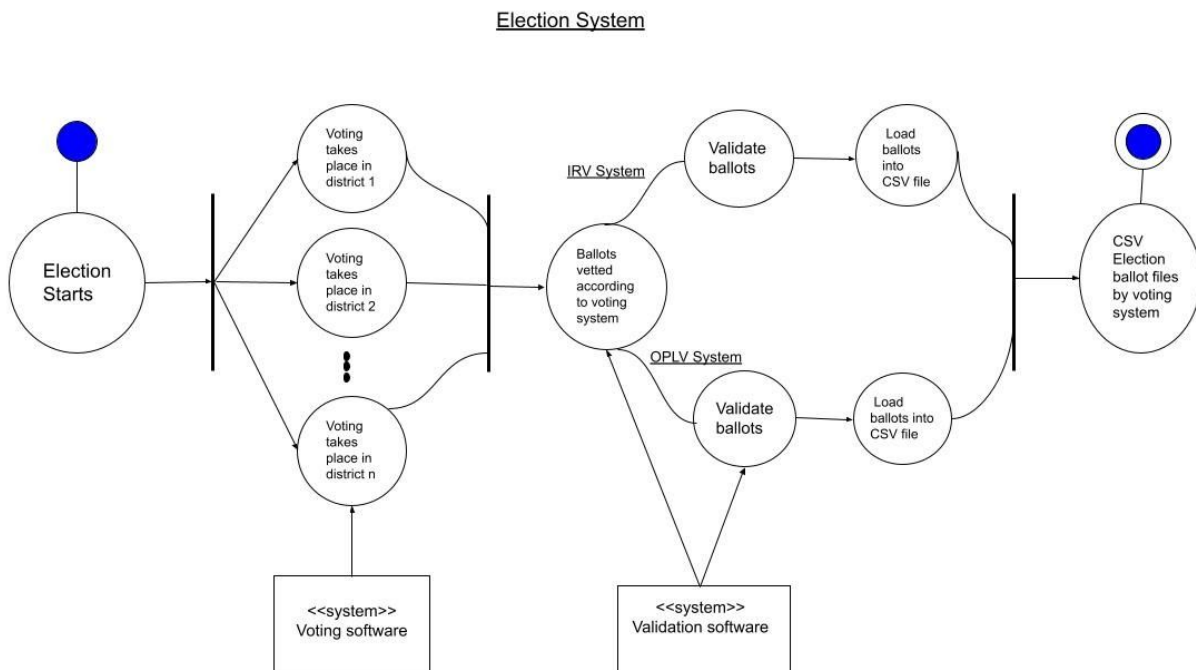 Election System
Election
Starts
Voting
takes
place in
district 1
Voting
takes
place in
district 2
Voting
takes
place in
district n
<<system>>
Voting software
Ballots
vetted
according
to voting
system
IRV System
Validate
ballots
Load
ballots
into
CSV file
OPLV System
Validate
ballots
Load
ballots into
CSV file
<<system>>
Validation software
CSV
Election
ballot files
by voting
system